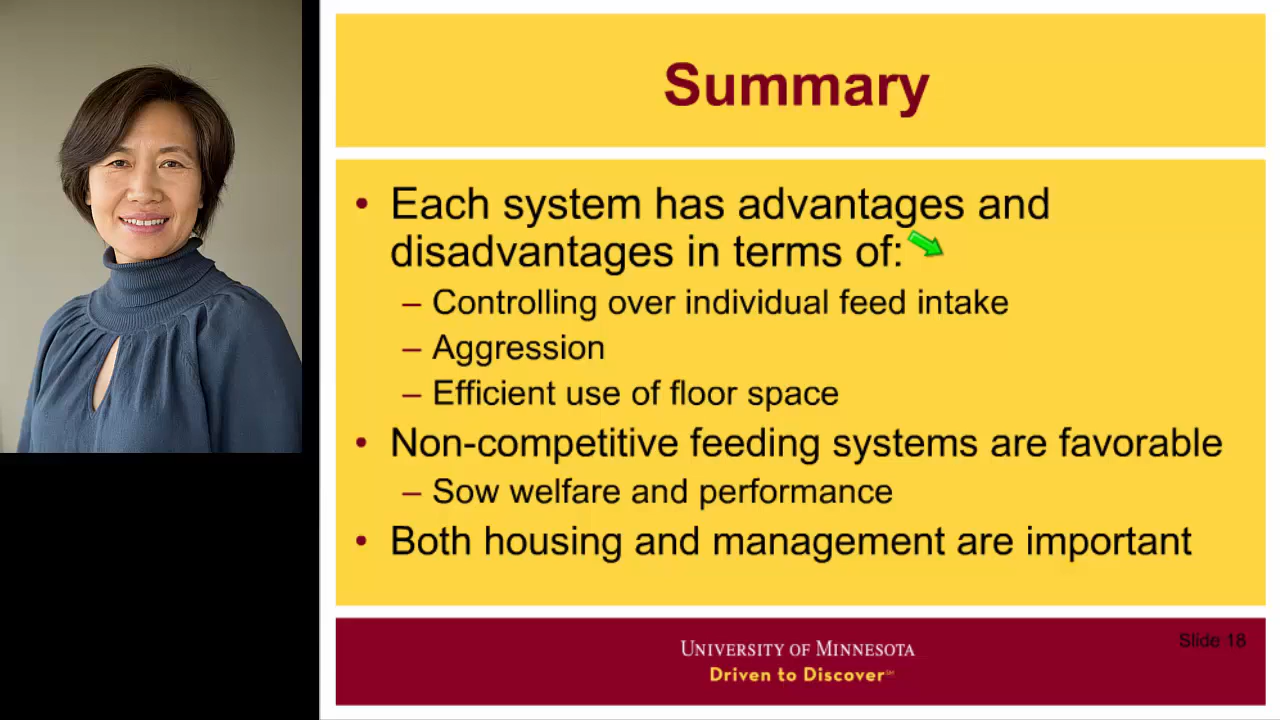 Summary
• Each system has advantages and
disadvantages in terms of:
– Controlling over individual feed intake
– Aggression
– Efficient use of floor space
• Non-competitive feeding systems are favorable
– Sow welfare and performance
• Both housing and management are important
Slide 18
UNIVERSITY OF MINNESOTA
Driven to Discover℠